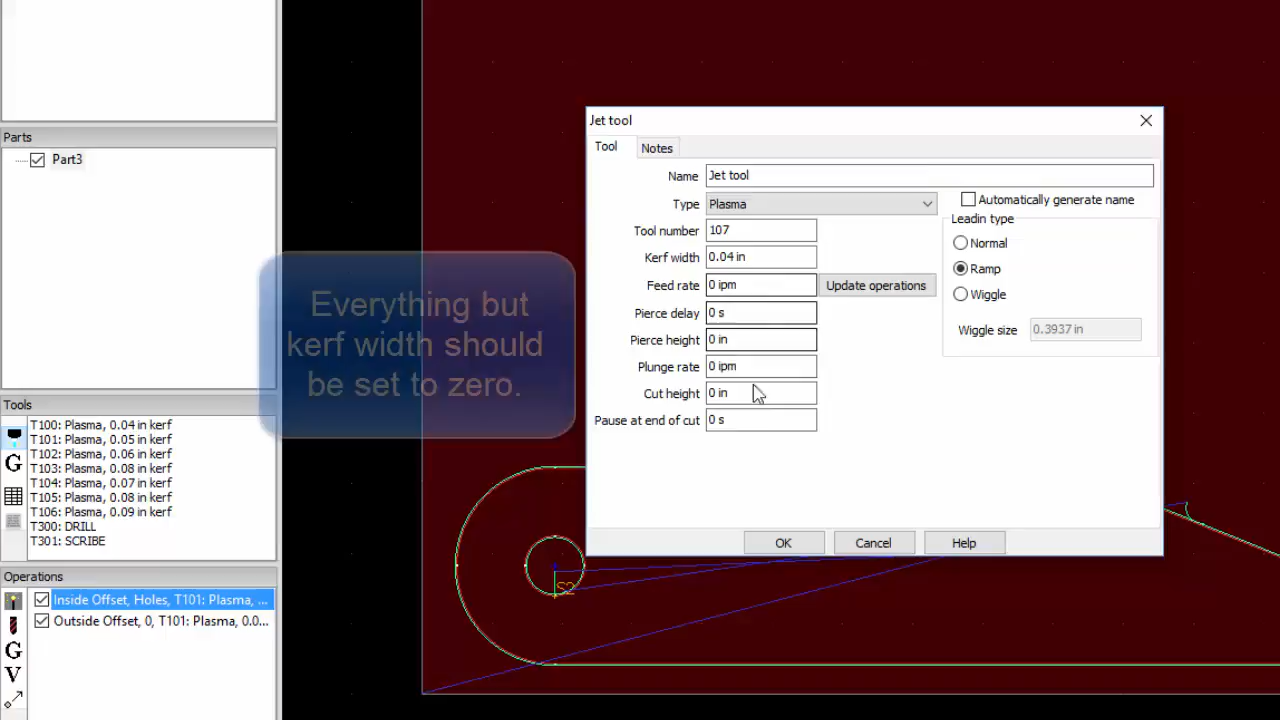 Parts
Part3
Tools
T100: Plasma, 0.04 in kerf
T101: Plasma, 0.05 in kerf
T102: Plasma, 0.06 in kerf
T103: Plasma, 0.08 in kerf
T104: Plasma, 0.07 in kerf
T105: Plasma, 0.08 in kerf
T106: Plasma, 0.09 in kerf
T300: DRILL
T301: SCRIBE
G
Operations
Inside Offset, Holes, T101: Plasma, ...
Outside Offset, 0, T101: Plasma, 0.0...
G
V
Everything but
kerf width should
be set to zero.
Jet tool
Tool Notes
Name Jet tool
Type Plasma
Automatically generate name
Tool number 107
Kerf width 0.04 in
Feed rate 0 ipm Update operations
Pierce delay 0 s
Pierce height 0 in
Plunge rate 0 ipm
Cut height 0 in
Pause at end of cut 0 s
Leadin type
Normal
Ramp
Wiggle
Wiggle size 0.3937 in
OK Cancel Help